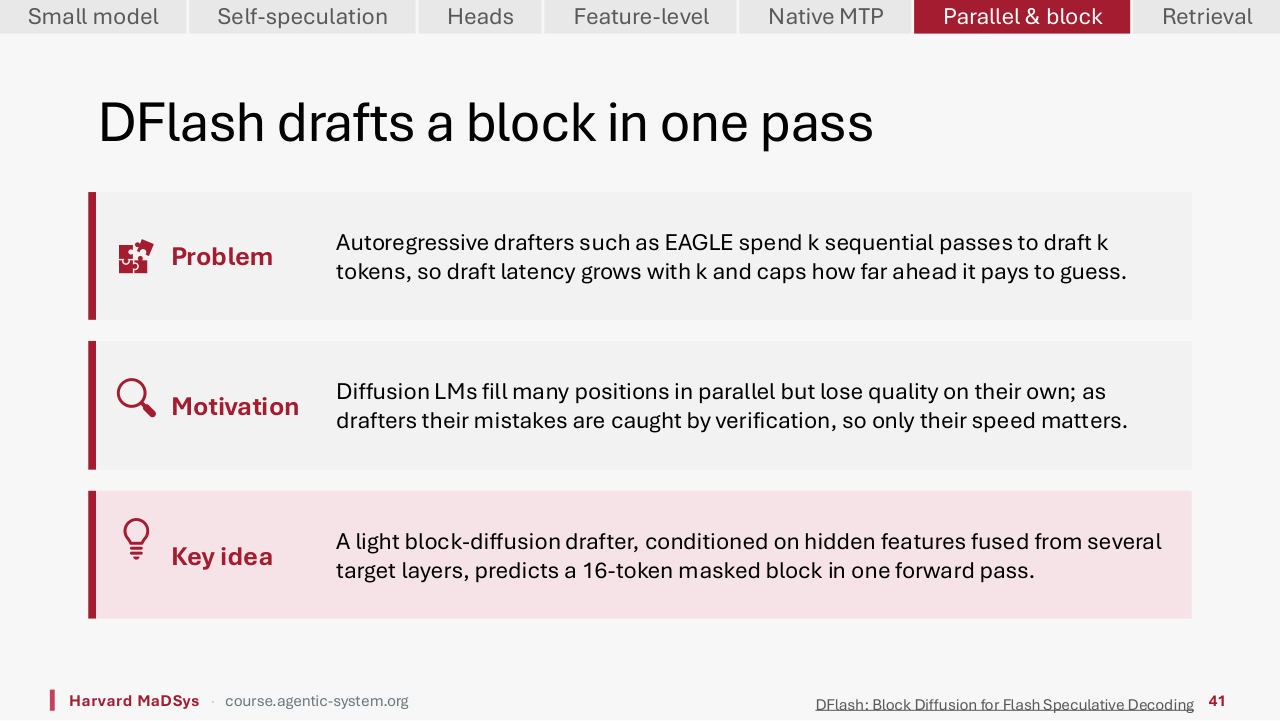 Small model
Self-speculation
Heads
Feature-level
Native MTP
Parallel & block
Retrieval
DFlash drafts a block in one pass
Problem
Autoregressive drafters such as EAGLE spend k sequential passes to draft k
tokens, so draft latency grows with k and caps how far ahead it pays to guess.
Motivation
Diffusion LMs fill many positions in parallel but lose quality on their own; as
drafters their mistakes are caught by verification, so only their speed matters.
Key idea
A light block-diffusion drafter, conditioned on hidden features fused from several
target layers, predicts a 16-token masked block in one forward pass.
Harvard MaDSys · course.agentic-system.org
DFlash: Block Diffusion for Flash Speculative Decoding 41